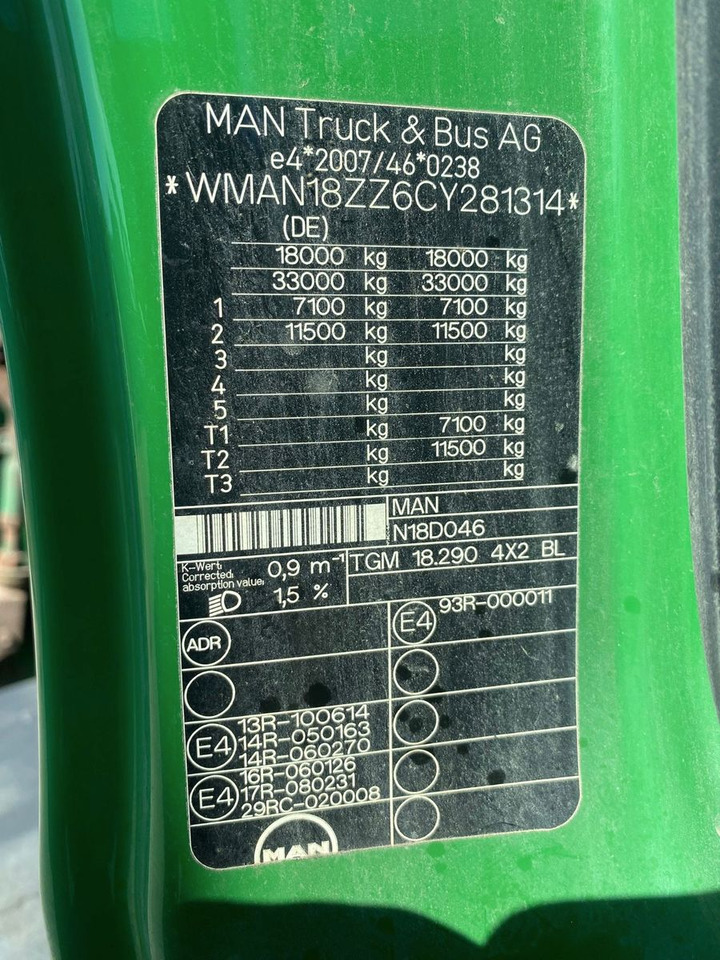 MAN Truck & Bus AG
e4*2007/46*0238
*WMAN18ZZ6CY281314*
(DE)
18000 kg 18000 kg
33000 kg 33000 kg
1 7100 kg 7100 kg
2 11500 kg 11500 kg
3 kg kg
4 kg kg
5 kg kg
T1 kg 7100 kg
T2 kg 11500 kg
T3 kg kg
MAN
N18D046
K-Wert:
Corrected:
absorption value:
0,9 m⁻¹
TGM 18.290 4X2 BL
1,5 %
ADR
E4 93R-000011
E4 13R-100614
14R-050163
14R-060270
E4 16R-060126
17R-080231
29RC-020008
MAN